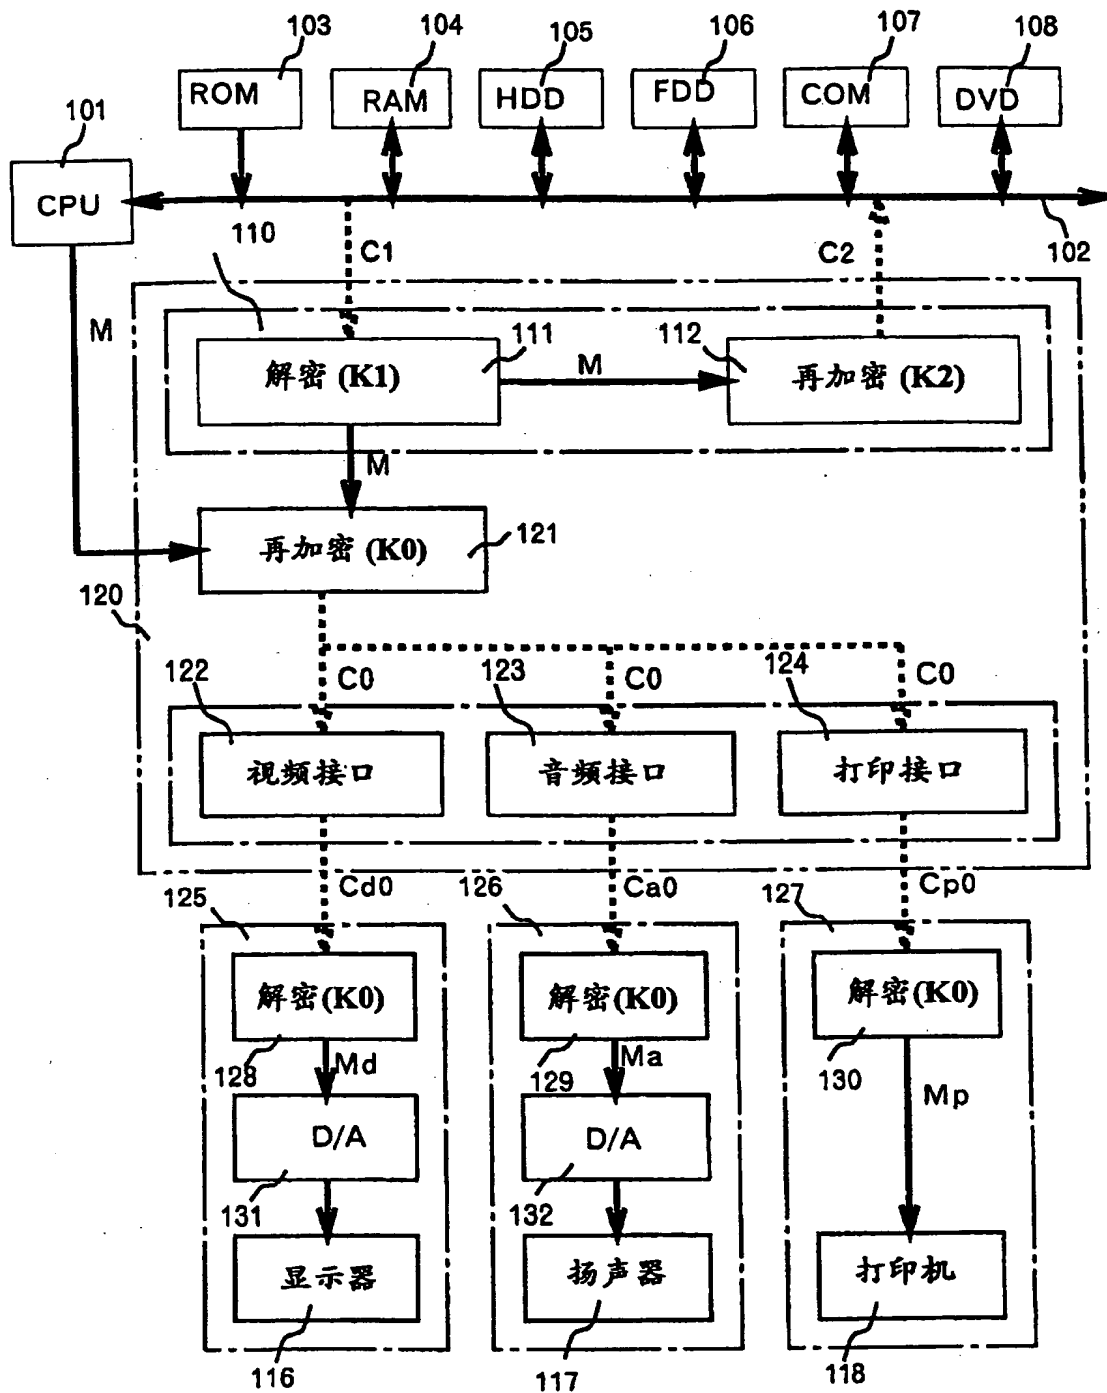 103
104
105
106
107
108
ROM
RAM
HDD
FDD
COM
DVD
101
CPU
110
C1
C2
102
M
111
112
解密(K1)
M
再加密(K2)
M
再加密(K0)
121
120
122
C0
123
C0
124
C0
视频接口
音频接口
打印接口
125
Cd0
126
Ca0
127
Cp0
解密(K0)
解密(K0)
解密(K0)
128
Md
129
Ma
130
Mp
D/A
D/A
131
132
显示器
扬声器
打印机
116
117
118